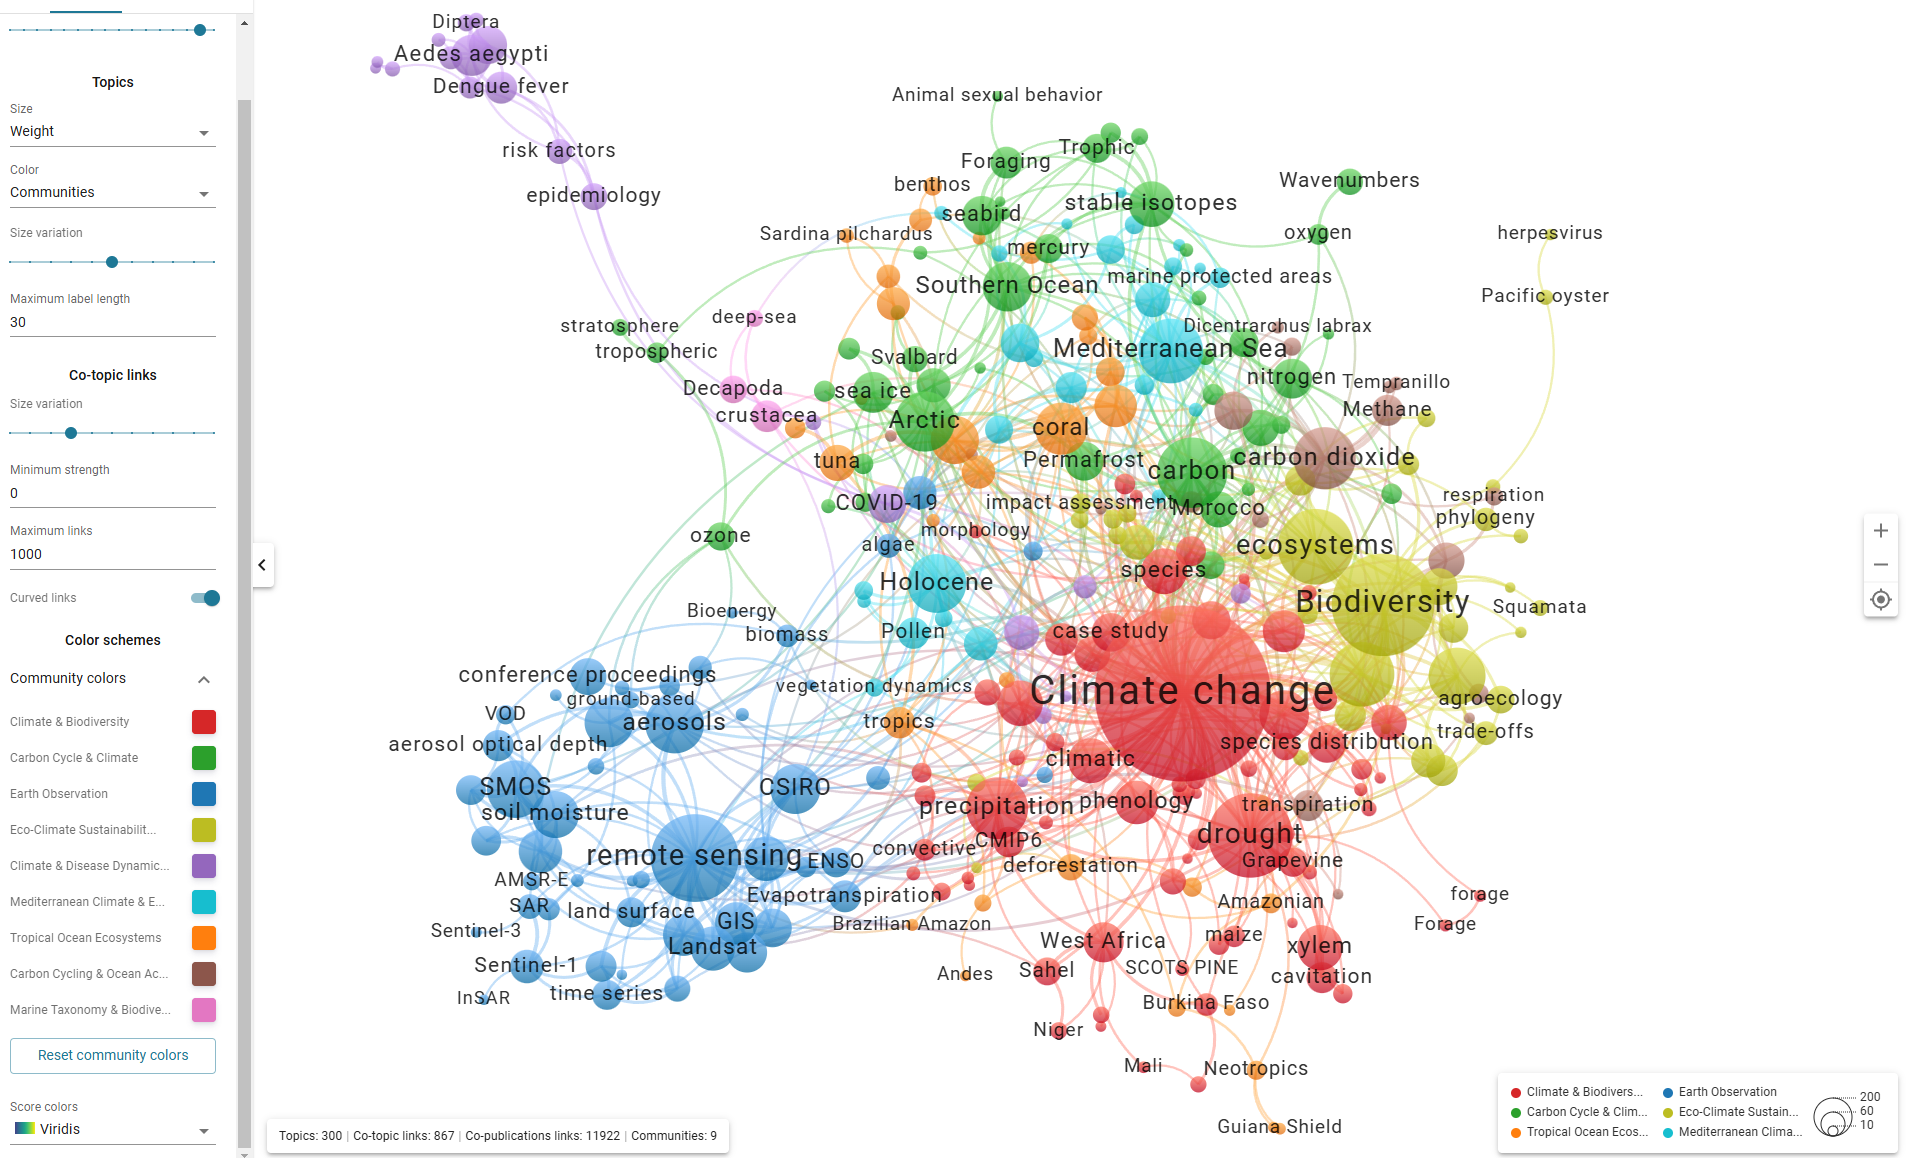 Topics
Size
Weight
Color
Communities
Size variation
Maximum label length
30
Co-topic links
Size variation
Minimum strength
0
Maximum links
1000
Curved links
Color schemes
Community colors
Climate & Biodiversity
Carbon Cycle & Climate
Earth Observation
Eco-Climate Sustainabilit...
Climate & Disease Dynamic...
Mediterranean Climate & E...
Tropical Ocean Ecosystems
Carbon Cycling & Ocean Ac...
Marine Taxonomy & Biodive...
Reset community colors
Score colors
Viridis
Diptera
Aedes aegypti
Dengue fever
Animal sexual behavior
risk factors
Foraging
Trophic
benthos
Wavenumbers
epidemiology
seabird
stable isotopes
Sardina pilchardus
mercury
oxygen
herpesvirus
Southern Ocean
marine protected areas
Pacific oyster
stratosphere
deep-sea
Dicentrarchus labrax
tropospheric
Svalbard
Mediterranean Sea
Decapoda
sea ice
nitrogen
Tempranillo
crustacea
Arctic
coral
Methane
tuna
Permafrost
carbon
carbon dioxide
COVID-19
impact assessment
Morocco
respiration
phylogeny
ozone
algae
morphology
ecosystems
Holocene
species
Biodiversity
Squamata
Bioenergy
biomass
Pollen
case study
conference proceedings
ground-based
vegetation dynamics
Climate change
agroecology
VOD
aerosols
tropics
trade-offs
aerosol optical depth
species distribution
climatic
SMOS
CSIRO
soil moisture
precipitation
phenology
transpiration
drought
remote sensing
ENSO
convective
CMIP6
deforestation
Grapevine
AMSR-E
Evapotranspiration
Amazonian
forage
SAR
land surface
GIS
Brazilian Amazon
Forage
Sentinel-3
Landsat
West Africa
maize
xylem
Sentinel-1
Andes
Sahel
SCOTS PINE
cavitation
InSAR
time series
Burkina Faso
Niger
Mali
Neotropics
Guiana Shield
Topics: 300 | Co-topic links: 867 | Co-publications links: 11922 | Communities: 9
Climate & Biodivers...
Earth Observation
Carbon Cycle & Clim...
Eco-Climate Sustain...
Tropical Ocean Ecos...
Mediterranean Clima...
200
60
10